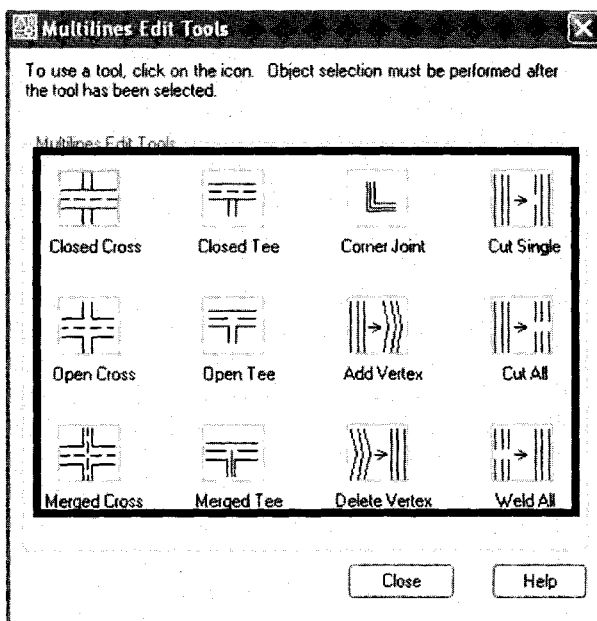 Multilines Edit Tools
To use a tool, click on the icon. Object selection must be performed after
the tool has been selected.
Multilines Edit Tools
Closed Cross Closed Tee Corner Joint Cut Single
Open Cross Open Tee Add Vertex Cut All
Merged Cross Merged Tee Delete Vertex Weld All
Close Help